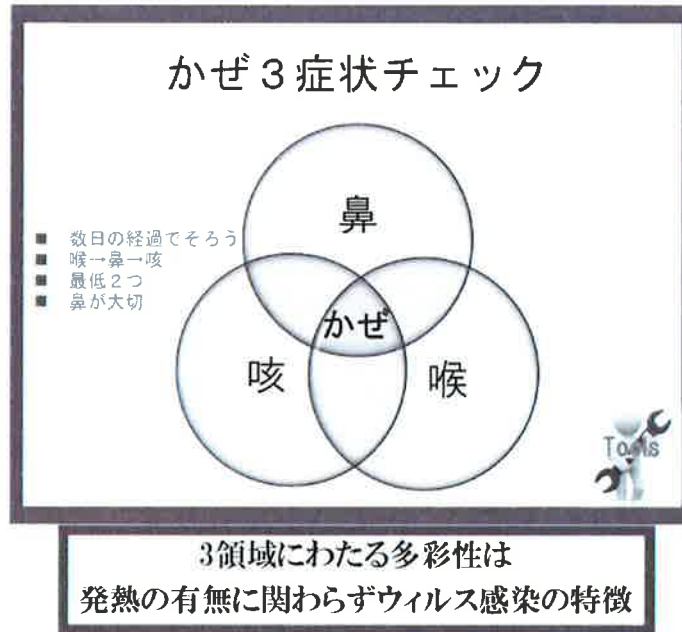 かぜ３症状チェック
■ 数日の経過でそろう
■ 喉→鼻→咳
■ 最低２つ
■ 鼻が大切
鼻
かぜ
咳
喉
Tools
3領域にわたる多彩性は
発熱の有無に関わらずウィルス感染の特徴